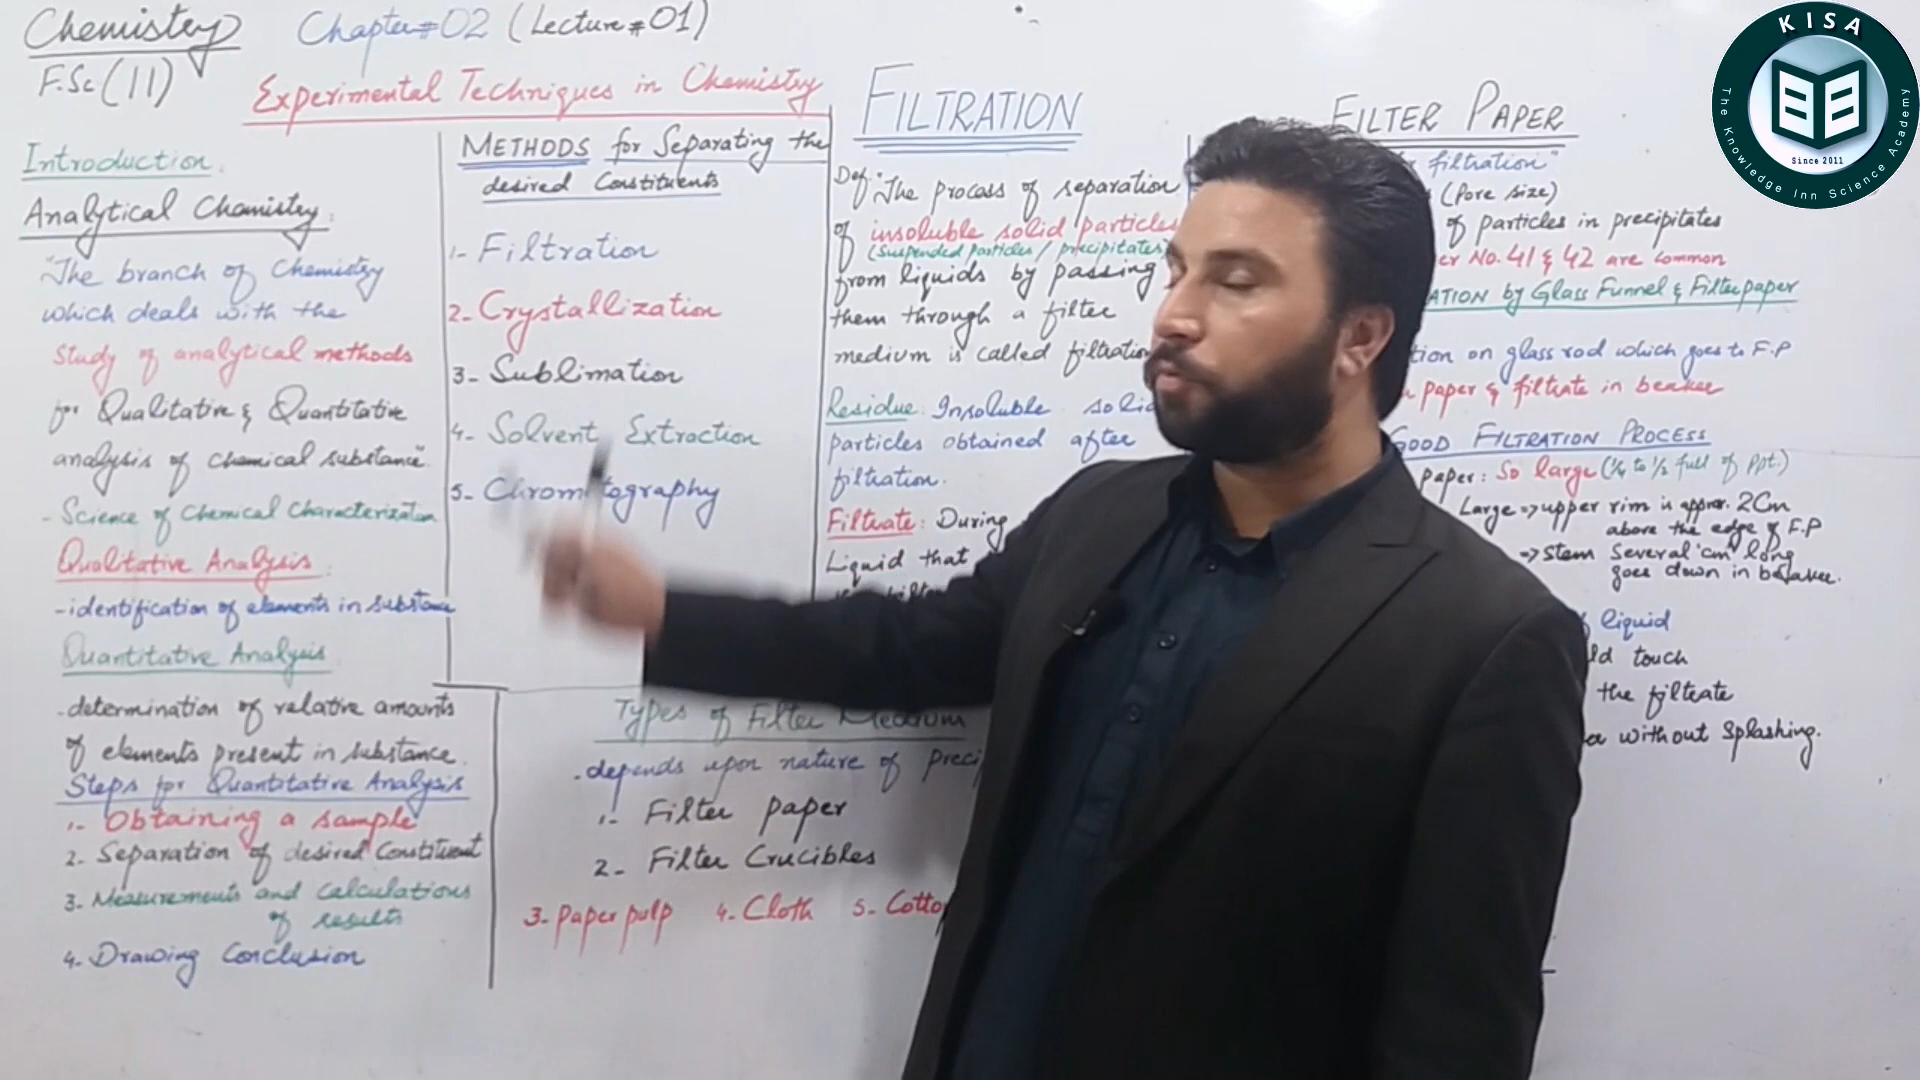 Chemistry
F.Sc(11)
Chapter#02 (Lecture#01)
Experimental Techniques in Chemistry
Introduction.
Analytical Chemistry:
"The branch of Chemistry
which deals with the
study of analytical methods
for Qualitative & Quantitative
analysis of chemical substance".
- Science of Chemical Characterization
Qualitative Analysis:
- identification of elements in substance
Quantitative Analysis
. determination of relative amounts
of elements present in substance.
Steps for Quantitative Analysis
1- Obtaining a sample
2. Separation of desired Constituent
3. Measurements and calculations
of results
4. Drawing Conclusion
METHODS for Separating the
desired Constituents
1- Filtration
2- Crystallization
3- Sublimation
4- Solvent Extraction
5- Chromatography
FILTRATION
Def "The process of separation
of insoluble solid particles
(Suspended particles / precipitates)
from liquids by passing
them through a filter
medium is called filtration
Residue: Insoluble solid
particles obtained after
filtration.
Filtrate: During
Liquid that
Types of Filter Medium
. depends upon nature of preci
1- Filter paper
2- Filter Crucibles
3- paper pulp 4- Cloth 5- Cotto
FILTER PAPER
filtration"
(Pore size)
of particles in precipitates
er No. 41 & 42 are common
ATION by Glass Funnel & Filter paper
tion on glass rod which goes to F.P
paper & filtrate in beaker
GOOD FILTRATION PROCESS
paper: So large (1/4 to 1/2 full of ppt.)
Large => upper rim is approx. 2Cm
above the edge of F.P
=> stem several 'cm' long
goes down in beaker.
liquid
ld touch
the filtrate
without splashing.
KISA
The Knowledge Inn Science Academy
Since 2011